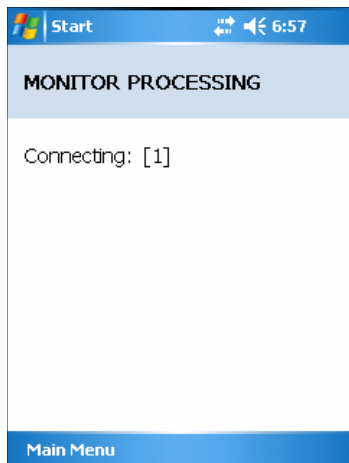 Start 6:57
MONITOR PROCESSING
Connecting: [1]
Main Menu